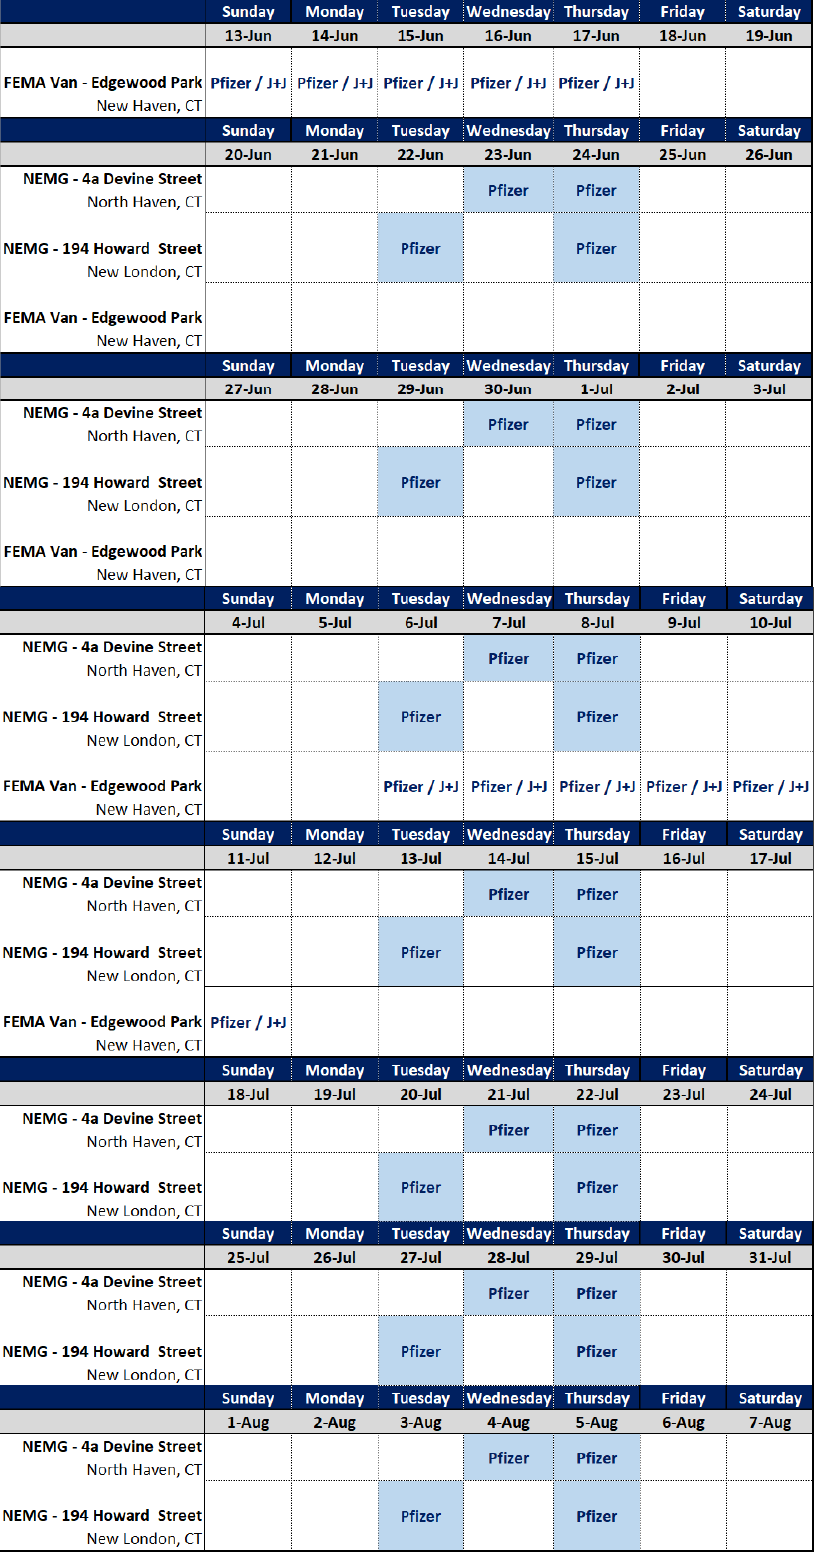 Sunday Monday Tuesday Wednesday Thursday Friday Saturday
13-Jun 14-Jun 15-Jun 16-Jun 17-Jun 18-Jun 19-Jun
FEMA Van - Edgewood Park Pfizer / J+J Pfizer / J+J Pfizer / J+J Pfizer / J+J Pfizer / J+J
New Haven, CT
Sunday Monday Tuesday Wednesday Thursday Friday Saturday
20-Jun 21-Jun 22-Jun 23-Jun 24-Jun 25-Jun 26-Jun
NEMG - 4a Devine Street
Pfizer Pfizer
North Haven, CT
NEMG - 194 Howard Street Pfizer Pfizer
New London, CT
FEMA Van - Edgewood Park
New Haven, CT
Sunday Monday Tuesday Wednesday Thursday Friday Saturday
27-Jun 28-Jun 29-Jun 30-Jun 1-Jul 2-Jul 3-Jul
NEMG - 4a Devine Street
Pfizer Pfizer
North Haven, CT
NEMG - 194 Howard Street Pfizer Pfizer
New London, CT
FEMA Van - Edgewood Park
New Haven, CT
Sunday Monday Tuesday Wednesday Thursday Friday Saturday
4-Jul 5-Jul 6-Jul 7-Jul 8-Jul 9-Jul 10-Jul
NEMG - 4a Devine Street
Pfizer Pfizer
North Haven, CT
NEMG - 194 Howard Street Pfizer Pfizer
New London, CT
FEMA Van - Edgewood Park Pfizer / J+J Pfizer / J+J Pfizer / J+J Pfizer / J+J Pfizer / J+J
New Haven, CT
Sunday Monday Tuesday Wednesday Thursday Friday Saturday
11-Jul 12-Jul 13-Jul 14-Jul 15-Jul 16-Jul 17-Jul
NEMG - 4a Devine Street
Pfizer Pfizer
North Haven, CT
NEMG - 194 Howard Street Pfizer Pfizer
New London, CT
FEMA Van - Edgewood Park Pfizer / J+J
New Haven, CT
Sunday Monday Tuesday Wednesday Thursday Friday Saturday
18-Jul 19-Jul 20-Jul 21-Jul 22-Jul 23-Jul 24-Jul
NEMG - 4a Devine Street
Pfizer Pfizer
North Haven, CT
NEMG - 194 Howard Street Pfizer Pfizer
New London, CT
Sunday Monday Tuesday Wednesday Thursday Friday Saturday
25-Jul 26-Jul 27-Jul 28-Jul 29-Jul 30-Jul 31-Jul
NEMG - 4a Devine Street
Pfizer Pfizer
North Haven, CT
NEMG - 194 Howard Street Pfizer Pfizer
New London, CT
Sunday Monday Tuesday Wednesday Thursday Friday Saturday
1-Aug 2-Aug 3-Aug 4-Aug 5-Aug 6-Aug 7-Aug
NEMG - 4a Devine Street
Pfizer Pfizer
North Haven, CT
NEMG - 194 Howard Street Pfizer Pfizer
New London, CT